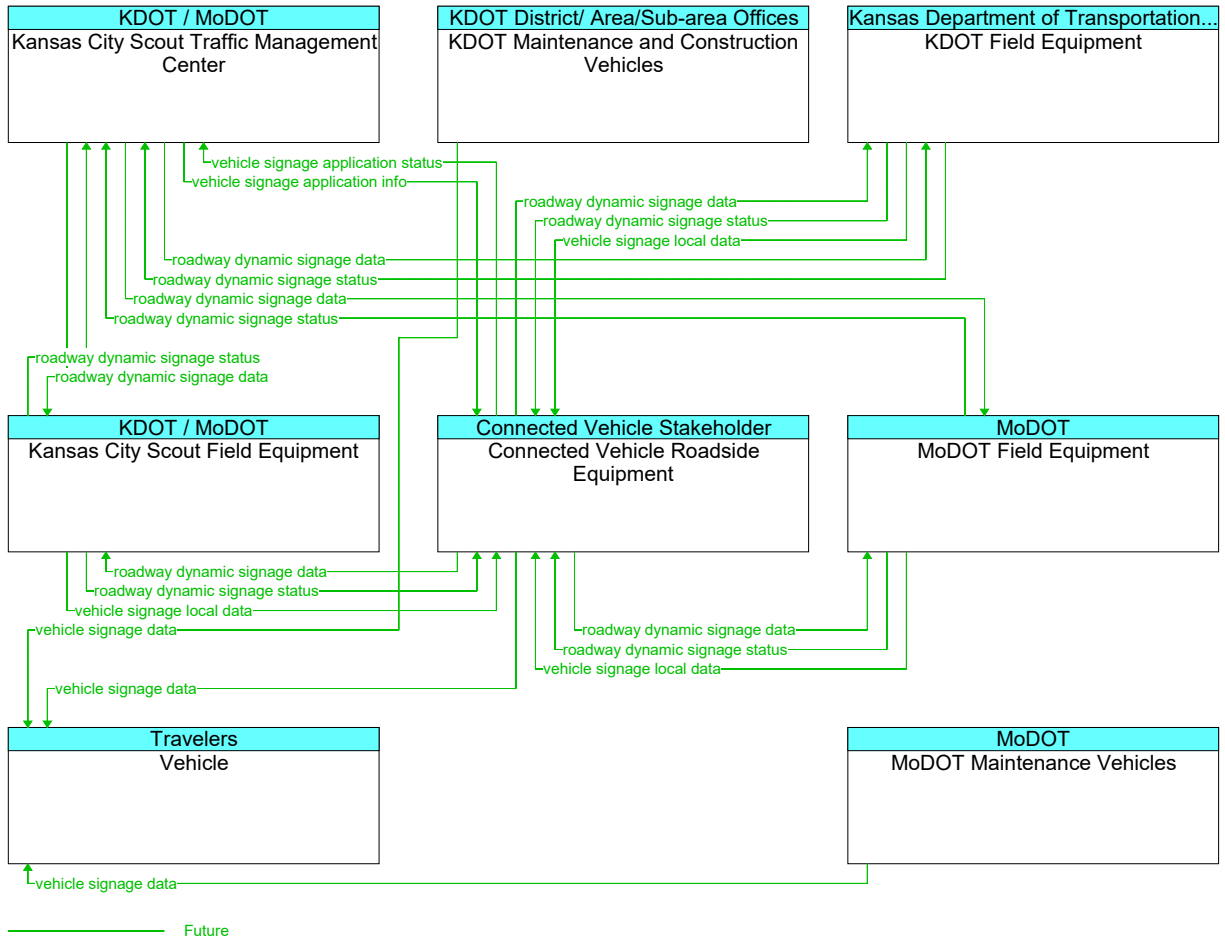 KDOT / MoDOT
Kansas City Scout Traffic Management
Center
KDOT District/ Area/Sub-area Offices
KDOT Maintenance and Construction
Vehicles
Kansas Department of Transportation...
KDOT Field Equipment
vehicle signage application status
vehicle signage application info
roadway dynamic signage data
roadway dynamic signage status
vehicle signage local data
roadway dynamic signage data
roadway dynamic signage status
roadway dynamic signage data
roadway dynamic signage status
roadway dynamic signage status
roadway dynamic signage data
KDOT / MoDOT
Kansas City Scout Field Equipment
Connected Vehicle Stakeholder
Connected Vehicle Roadside
Equipment
MoDOT
MoDOT Field Equipment
roadway dynamic signage data
roadway dynamic signage status
vehicle signage local data
vehicle signage data
roadway dynamic signage data
roadway dynamic signage status
vehicle signage local data
vehicle signage data
Travelers
Vehicle
MoDOT
MoDOT Maintenance Vehicles
vehicle signage data
Future